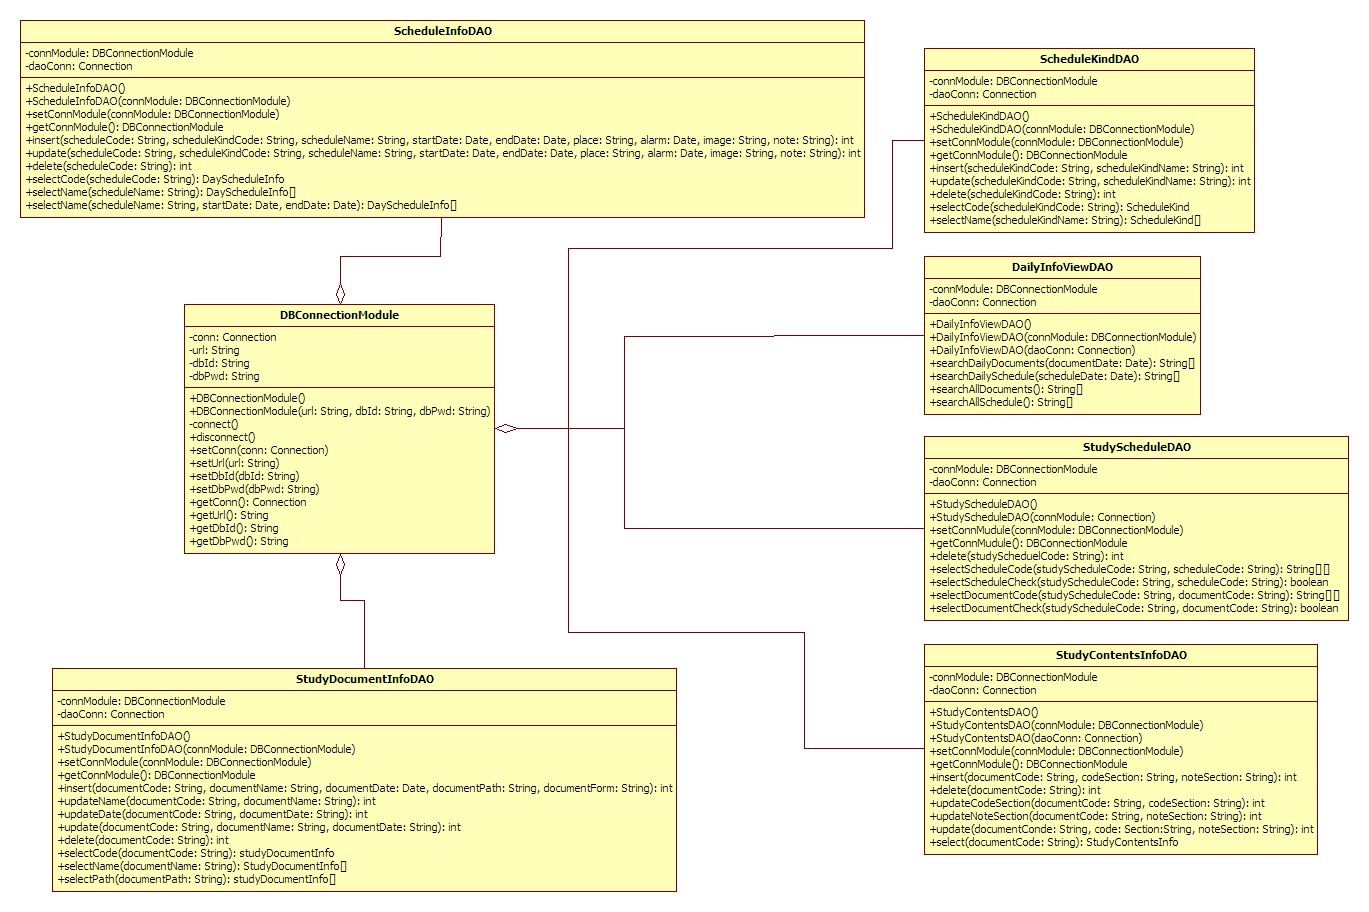 ScheduleInfoDAO
-connModule: DBConnectionModule
-daoConn: Connection
+ScheduleInfoDAO()
+ScheduleInfoDAO(connModule: DBConnectionModule)
+setConnModule(connModule: DBConnectionModule)
+getConnModule(): DBConnectionModule
+insert(scheduleCode: String, scheduleKindCode: String, scheduleName: String, startDate: Date, endDate: Date, place: String, alarm: Date, image: String, note: String): int
+update(scheduleCode: String, scheduleKindCode: String, scheduleName: String, startDate: Date, endDate: Date, place: String, alarm: Date, image: String, note: String): int
+delete(scheduleCode: String): int
+selectCode(scheduleCode: String): DayScheduleInfo
+selectName(scheduleName: String): DayScheduleInfo[]
+selectName(scheduleName: String, startDate: Date, endDate: Date): DayScheduleInfo[]
ScheduleKindDAO
-connModule: DBConnectionModule
-daoConn: Connection
+ScheduleKindDAO()
+ScheduleKindDAO(connModule: DBConnectionModule)
+setConnModule(connModule: DBConnectionModule)
+getConnModule(): DBConnectionModule
+insert(scheduleKindCode: String, scheduleKindName: String): int
+update(scheduleKindCode: String, scheduleKindName: String): int
+delete(scheduleKindCode: String): int
+selectCode(scheduleKindCode: String): ScheduleKind
+selectName(scheduleKindName: String): ScheduleKind[]
DailyInfoViewDAO
-connModule: DBConnectionModule
-daoConn: Connection
+DailyInfoViewDAO()
+DailyInfoViewDAO(connModule: DBConnectionModule)
+DailyInfoViewDAO(daoConn: Connection)
+searchDailyDocuments(documentDate: Date): String[]
+searchDailySchedule(scheduleDate: Date): String[]
+searchAllDocuments(): String[]
+searchAllSchedule(): String[]
DBConnectionModule
-conn: Connection
-url: String
-dbId: String
-dbPwd: String
+DBConnectionModule()
+DBConnectionModule(url: String, dbId: String, dbPwd: String)
-connect()
+disconnect()
+setConn(conn: Connection)
+setUrl(url: String)
+setDbId(dbId: String)
+setDbPwd(dbPwd: String)
+getConn(): Connection
+getUrl(): String
+getDbId(): String
+getDbPwd(): String
StudyScheduleDAO
-connModule: DBConnectionModule
-daoConn: Connection
+StudyScheduleDAO()
+StudyScheduleDAO(connModule: Connection)
+setConnMudule(connModule: DBConnectionModule)
+getConnMudule(): DBConnectionModule
+delete(studyScheduelCode: String): int
+selectScheduleCode(studyScheduleCode: String, scheduleCode: String): String[][]
+selectScheduleCheck(studyScheduleCode: String, scheduleCode: String): boolean
+selectDocumentCode(studyScheduleCode: String, documentCode: String): String[][]
+selectDocumentCheck(studyScheduleCode: String, documentCode: String): boolean
StudyContentsInfoDAO
-connModule: DBConnectionModule
-daoConn: Connection
+StudyContentsDAO()
+StudyContentsDAO(connModule: DBConnectionModule)
+StudyContentsDAO(daoConn: Connection)
+setConnModule(connModule: DBConnectionModule)
+getConnModule(): DBConnectionModule
+insert(documentCode: String, codeSection: String, noteSection: String): int
+delete(documentCode: String): int
+updateCodeSection(documentCode: String, codeSection: String): int
+updateNoteSection(documentCode: String, noteSection: String): int
+update(documentConde: String, code: Section:String, noteSection: String): int
+select(documentCode: String): StudyContentsInfo
StudyDocumentInfoDAO
-connModule: DBConnectionModule
-daoConn: Connection
+StudyDocumentInfoDAO()
+StudyDocumentInfoDAO(connModule: DBConnectionModule)
+setConnModule(connModule: DBConnectionModule)
+getConnModule(): DBConnectionModule
+insert(documentCode: String, documentName: String, documentDate: Date, documentPath: String, documentForm: String): int
+updateName(documentCode: String, documentName: String): int
+updateDate(documentCode: String, documentDate: String): int
+update(documentCode: String, documentName: String, documentDate: String): int
+delete(documentCode: String): int
+selectCode(documentCode: String): studyDocumentInfo
+selectName(documentName: String): StudyDocumentInfo[]
+selectPath(documentPath: String): studyDocumentInfo[]